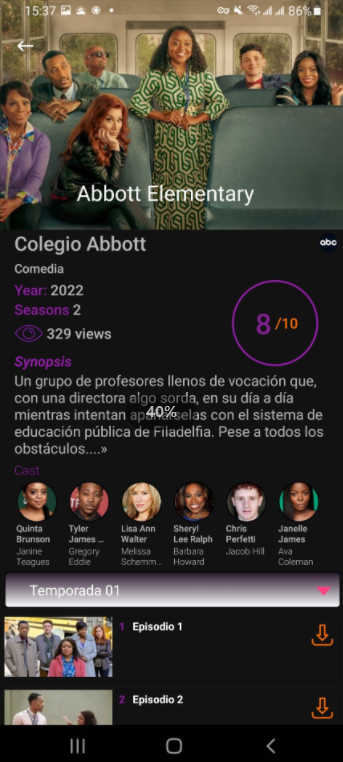 15:37
86%
Abbott Elementary
Colegio Abbott
abc
Comedia
Year: 2022
Seasons 2
329 views
8 /10
Synopsis
Un grupo de profesores llenos de vocación que,
con una directora algo sorda, en su día a día
mientras intentan apañárselas con el sistema de
40%
educación pública de Filadelfia. Pese a todos los
obstáculos....»
Cast
Quinta Brunson
Janine Teagues
Tyler James ...
Gregory Eddie
Lisa Ann Walter
Melissa Schemm...
Sheryl Lee Ralph
Barbara Howard
Chris Perfetti
Jacob Hill
Janelle James
Ava Coleman
Temporada 01
1 Episodio 1
2 Episodio 2